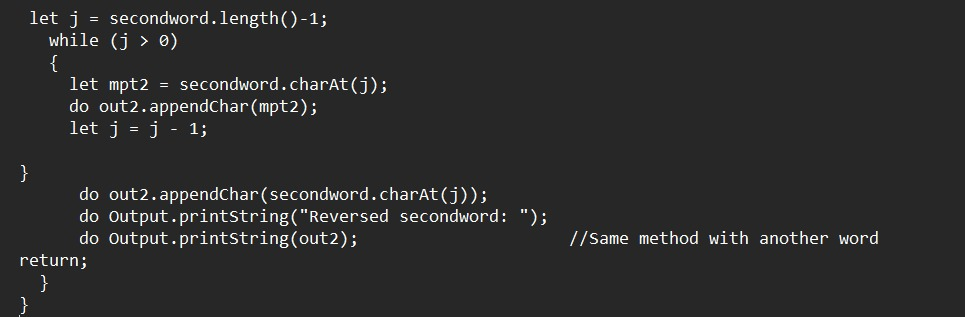 let j = secondword.length()-1;
while (j > 0)
{
let mpt2 = secondword.charAt(j);
do out2.appendChar(mpt2);
let j = j - 1;
}
do out2.appendChar(secondword.charAt(j));
do Output.printString("Reversed secondword: ");
do Output.printString(out2); //Same method with another word
return;
}
}